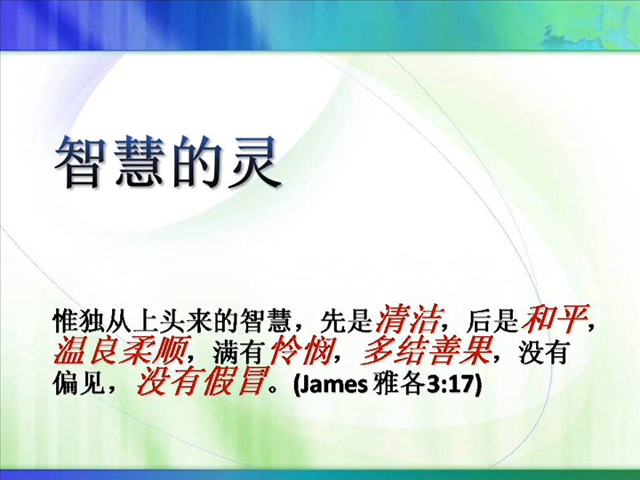 智慧的灵
惟独从上头来的智慧，先是清洁，后是和平，
温良柔顺，满有怜悯，多结善果，没有
偏见，没有假冒。(James 雅各3:17)